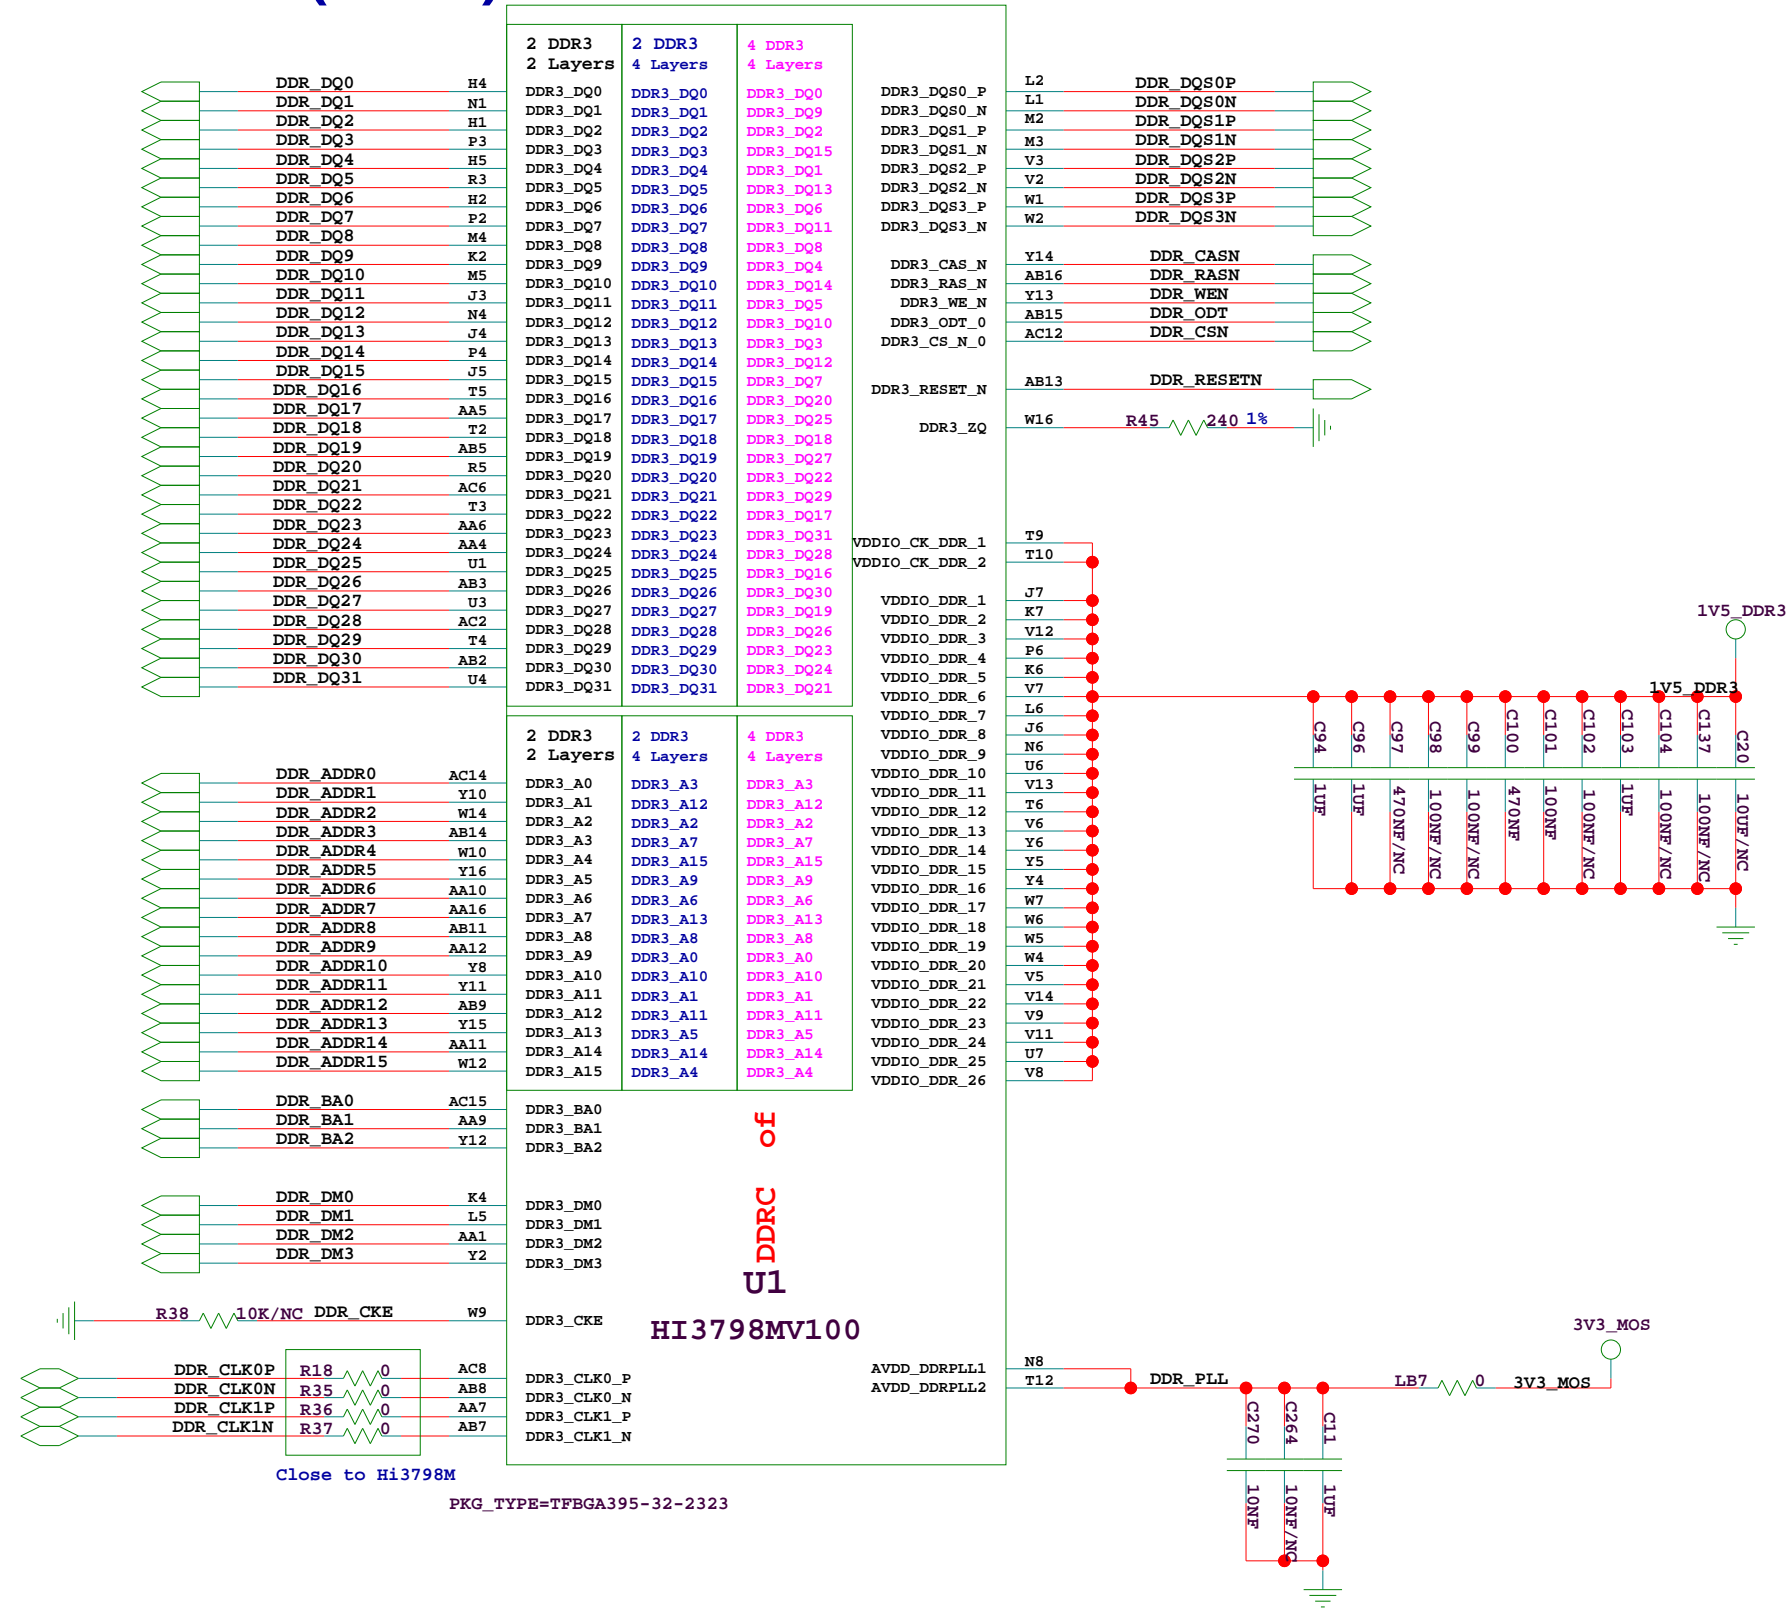 2 DDR3 2 DDR3 4 DDR3
2 Layers 4 Layers 4 Layers
DDR_DQ0 H4 DDR3_DQ0 DDR3_DQ0 DDR3_DQ0
DDR_DQ1 N1 DDR3_DQ1 DDR3_DQ1 DDR3_DQ9
DDR_DQ2 H1 DDR3_DQ2 DDR3_DQ2 DDR3_DQ2
DDR_DQ3 P3 DDR3_DQ3 DDR3_DQ3 DDR3_DQ15
DDR_DQ4 H5 DDR3_DQ4 DDR3_DQ4 DDR3_DQ1
DDR_DQ5 R3 DDR3_DQ5 DDR3_DQ5 DDR3_DQ13
DDR_DQ6 H2 DDR3_DQ6 DDR3_DQ6 DDR3_DQ6
DDR_DQ7 P2 DDR3_DQ7 DDR3_DQ7 DDR3_DQ11
DDR_DQ8 M4 DDR3_DQ8 DDR3_DQ8 DDR3_DQ8
DDR_DQ9 K2 DDR3_DQ9 DDR3_DQ9 DDR3_DQ4
DDR_DQ10 M5 DDR3_DQ10 DDR3_DQ10 DDR3_DQ14
DDR_DQ11 J3 DDR3_DQ11 DDR3_DQ11 DDR3_DQ5
DDR_DQ12 N4 DDR3_DQ12 DDR3_DQ12 DDR3_DQ10
DDR_DQ13 J4 DDR3_DQ13 DDR3_DQ13 DDR3_DQ3
DDR_DQ14 P4 DDR3_DQ14 DDR3_DQ14 DDR3_DQ12
DDR_DQ15 J5 DDR3_DQ15 DDR3_DQ15 DDR3_DQ7
DDR_DQ16 T5 DDR3_DQ16 DDR3_DQ16 DDR3_DQ20
DDR_DQ17 AA5 DDR3_DQ17 DDR3_DQ17 DDR3_DQ25
DDR_DQ18 T2 DDR3_DQ18 DDR3_DQ18 DDR3_DQ18
DDR_DQ19 AB5 DDR3_DQ19 DDR3_DQ19 DDR3_DQ27
DDR_DQ20 R5 DDR3_DQ20 DDR3_DQ20 DDR3_DQ22
DDR_DQ21 AC6 DDR3_DQ21 DDR3_DQ21 DDR3_DQ29
DDR_DQ22 T3 DDR3_DQ22 DDR3_DQ22 DDR3_DQ17
DDR_DQ23 AA6 DDR3_DQ23 DDR3_DQ23 DDR3_DQ31
DDR_DQ24 AA4 DDR3_DQ24 DDR3_DQ24 DDR3_DQ28
DDR_DQ25 U1 DDR3_DQ25 DDR3_DQ25 DDR3_DQ16
DDR_DQ26 AB3 DDR3_DQ26 DDR3_DQ26 DDR3_DQ30
DDR_DQ27 U3 DDR3_DQ27 DDR3_DQ27 DDR3_DQ19
DDR_DQ28 AC2 DDR3_DQ28 DDR3_DQ28 DDR3_DQ26
DDR_DQ29 T4 DDR3_DQ29 DDR3_DQ29 DDR3_DQ23
DDR_DQ30 AB2 DDR3_DQ30 DDR3_DQ30 DDR3_DQ24
DDR_DQ31 U4 DDR3_DQ31 DDR3_DQ31 DDR3_DQ21
2 DDR3 2 DDR3 4 DDR3
2 Layers 4 Layers 4 Layers
DDR_ADDR0 AC14 DDR3_A0 DDR3_A3 DDR3_A3
DDR_ADDR1 Y10 DDR3_A1 DDR3_A12 DDR3_A12
DDR_ADDR2 W14 DDR3_A2 DDR3_A2 DDR3_A2
DDR_ADDR3 AB14 DDR3_A3 DDR3_A7 DDR3_A7
DDR_ADDR4 W10 DDR3_A4 DDR3_A15 DDR3_A15
DDR_ADDR5 Y16 DDR3_A5 DDR3_A9 DDR3_A9
DDR_ADDR6 AA10 DDR3_A6 DDR3_A6 DDR3_A6
DDR_ADDR7 AA16 DDR3_A7 DDR3_A13 DDR3_A13
DDR_ADDR8 AB11 DDR3_A8 DDR3_A8 DDR3_A8
DDR_ADDR9 AA12 DDR3_A9 DDR3_A0 DDR3_A0
DDR_ADDR10 Y8 DDR3_A10 DDR3_A10 DDR3_A10
DDR_ADDR11 Y11 DDR3_A11 DDR3_A1 DDR3_A1
DDR_ADDR12 AB9 DDR3_A12 DDR3_A11 DDR3_A11
DDR_ADDR13 Y15 DDR3_A13 DDR3_A5 DDR3_A5
DDR_ADDR14 AA11 DDR3_A14 DDR3_A14 DDR3_A14
DDR_ADDR15 W12 DDR3_A15 DDR3_A4 DDR3_A4
DDR_BA0 AC15 DDR3_BA0
DDR_BA1 AA9 DDR3_BA1
DDR_BA2 Y12 DDR3_BA2
DDR_DM0 K4 DDR3_DM0
DDR_DM1 L5 DDR3_DM1
DDR_DM2 AA1 DDR3_DM2
DDR_DM3 Y2 DDR3_DM3
R38 10K/NC DDR_CKE W9 DDR3_CKE
DDR_CLK0P R18 0 AC8 DDR3_CLK0_P
DDR_CLK0N R35 0 AB8 DDR3_CLK0_N
DDR_CLK1P R36 0 AA7 DDR3_CLK1_P
DDR_CLK1N R37 0 AB7 DDR3_CLK1_N
Close to Hi3798M
PKG_TYPE=TFBGA395-32-2323
DDRC of
U1
HI3798MV100
DDR3_DQS0_P L2 DDR_DQS0P
DDR3_DQS0_N L1 DDR_DQS0N
DDR3_DQS1_P M2 DDR_DQS1P
DDR3_DQS1_N M3 DDR_DQS1N
DDR3_DQS2_P V3 DDR_DQS2P
DDR3_DQS2_N V2 DDR_DQS2N
DDR3_DQS3_P W1 DDR_DQS3P
DDR3_DQS3_N W2 DDR_DQS3N
DDR3_CAS_N Y14 DDR_CASN
DDR3_RAS_N AB16 DDR_RASN
DDR3_WE_N Y13 DDR_WEN
DDR3_ODT_0 AB15 DDR_ODT
DDR3_CS_N_0 AC12 DDR_CSN
DDR3_RESET_N AB13 DDR_RESETN
DDR3_ZQ W16 R45 240 1%
VDDIO_CK_DDR_1 T9
VDDIO_CK_DDR_2 T10
VDDIO_DDR_1 J7
VDDIO_DDR_2 K7
VDDIO_DDR_3 V12
VDDIO_DDR_4 P6
VDDIO_DDR_5 K6
VDDIO_DDR_6 V7
VDDIO_DDR_7 L6
VDDIO_DDR_8 J6
VDDIO_DDR_9 N6
VDDIO_DDR_10 U6
VDDIO_DDR_11 V13
VDDIO_DDR_12 T6
VDDIO_DDR_13 V6
VDDIO_DDR_14 Y6
VDDIO_DDR_15 Y5
VDDIO_DDR_16 Y4
VDDIO_DDR_17 W7
VDDIO_DDR_18 W6
VDDIO_DDR_19 W5
VDDIO_DDR_20 W4
VDDIO_DDR_21 V5
VDDIO_DDR_22 V14
VDDIO_DDR_23 V9
VDDIO_DDR_24 V11
VDDIO_DDR_25 U7
VDDIO_DDR_26 V8
1V5_DDR3
1V5_DDR3
C94 1UF
C96 1UF
C97 470NF/NC
C98 100NF/NC
C99 100NF/NC
C100 470NF
C101 100NF
C102 100NF/NC
C103 1UF
C104 100NF/NC
C137 100NF/NC
C20 10UF/NC
3V3_MOS
AVDD_DDRPLL1 N8
AVDD_DDRPLL2 T12 DDR_PLL LB7 0 3V3_MOS
C270 10NF
C264 10NF/NC
C11 1UF